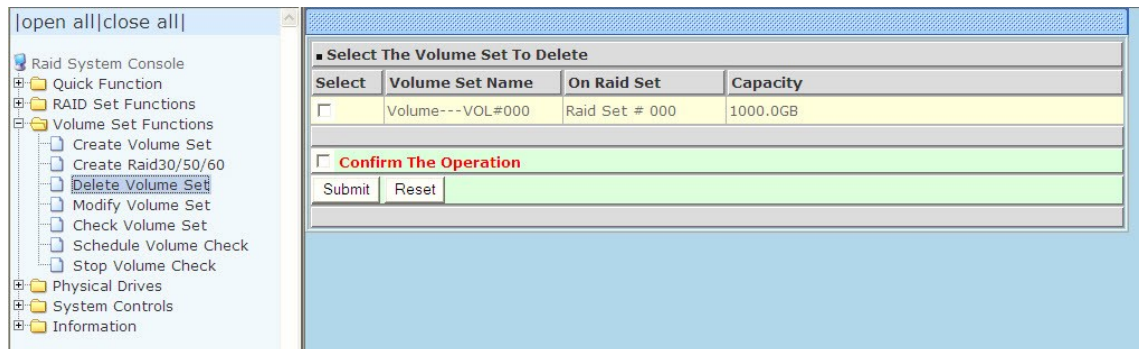 |open all|close all|
Raid System Console
Quick Function
RAID Set Functions
Volume Set Functions
Create Volume Set
Create Raid30/50/60
Delete Volume Set
Modify Volume Set
Check Volume Set
Schedule Volume Check
Stop Volume Check
Physical Drives
System Controls
Information
Select The Volume Set To Delete
Select Volume Set Name On Raid Set Capacity
Volume---VOL#000 Raid Set # 000 1000.0GB
Confirm The Operation
Submit Reset